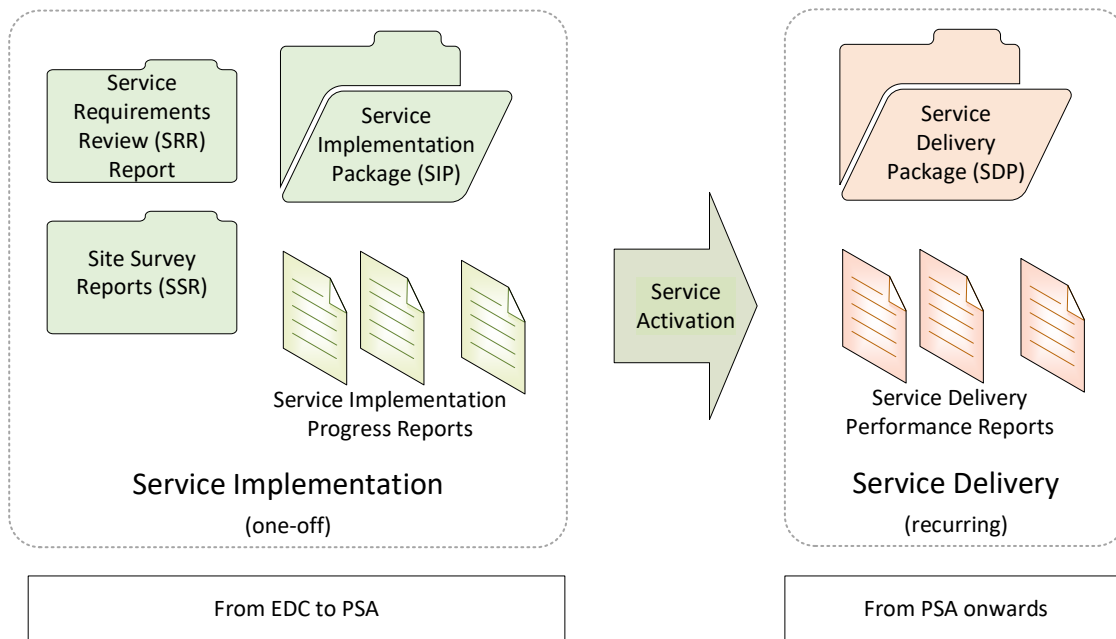 Service
Requirements
Review (SRR)
Report
Service
Implementation
Package (SIP)
Site Survey
Reports (SSR)
Service Implementation
Progress Reports
Service Implementation
(one-off)
From EDC to PSA
Service
Activation
Service
Delivery
Package (SDP)
Service Delivery
Performance Reports
Service Delivery
(recurring)
From PSA onwards